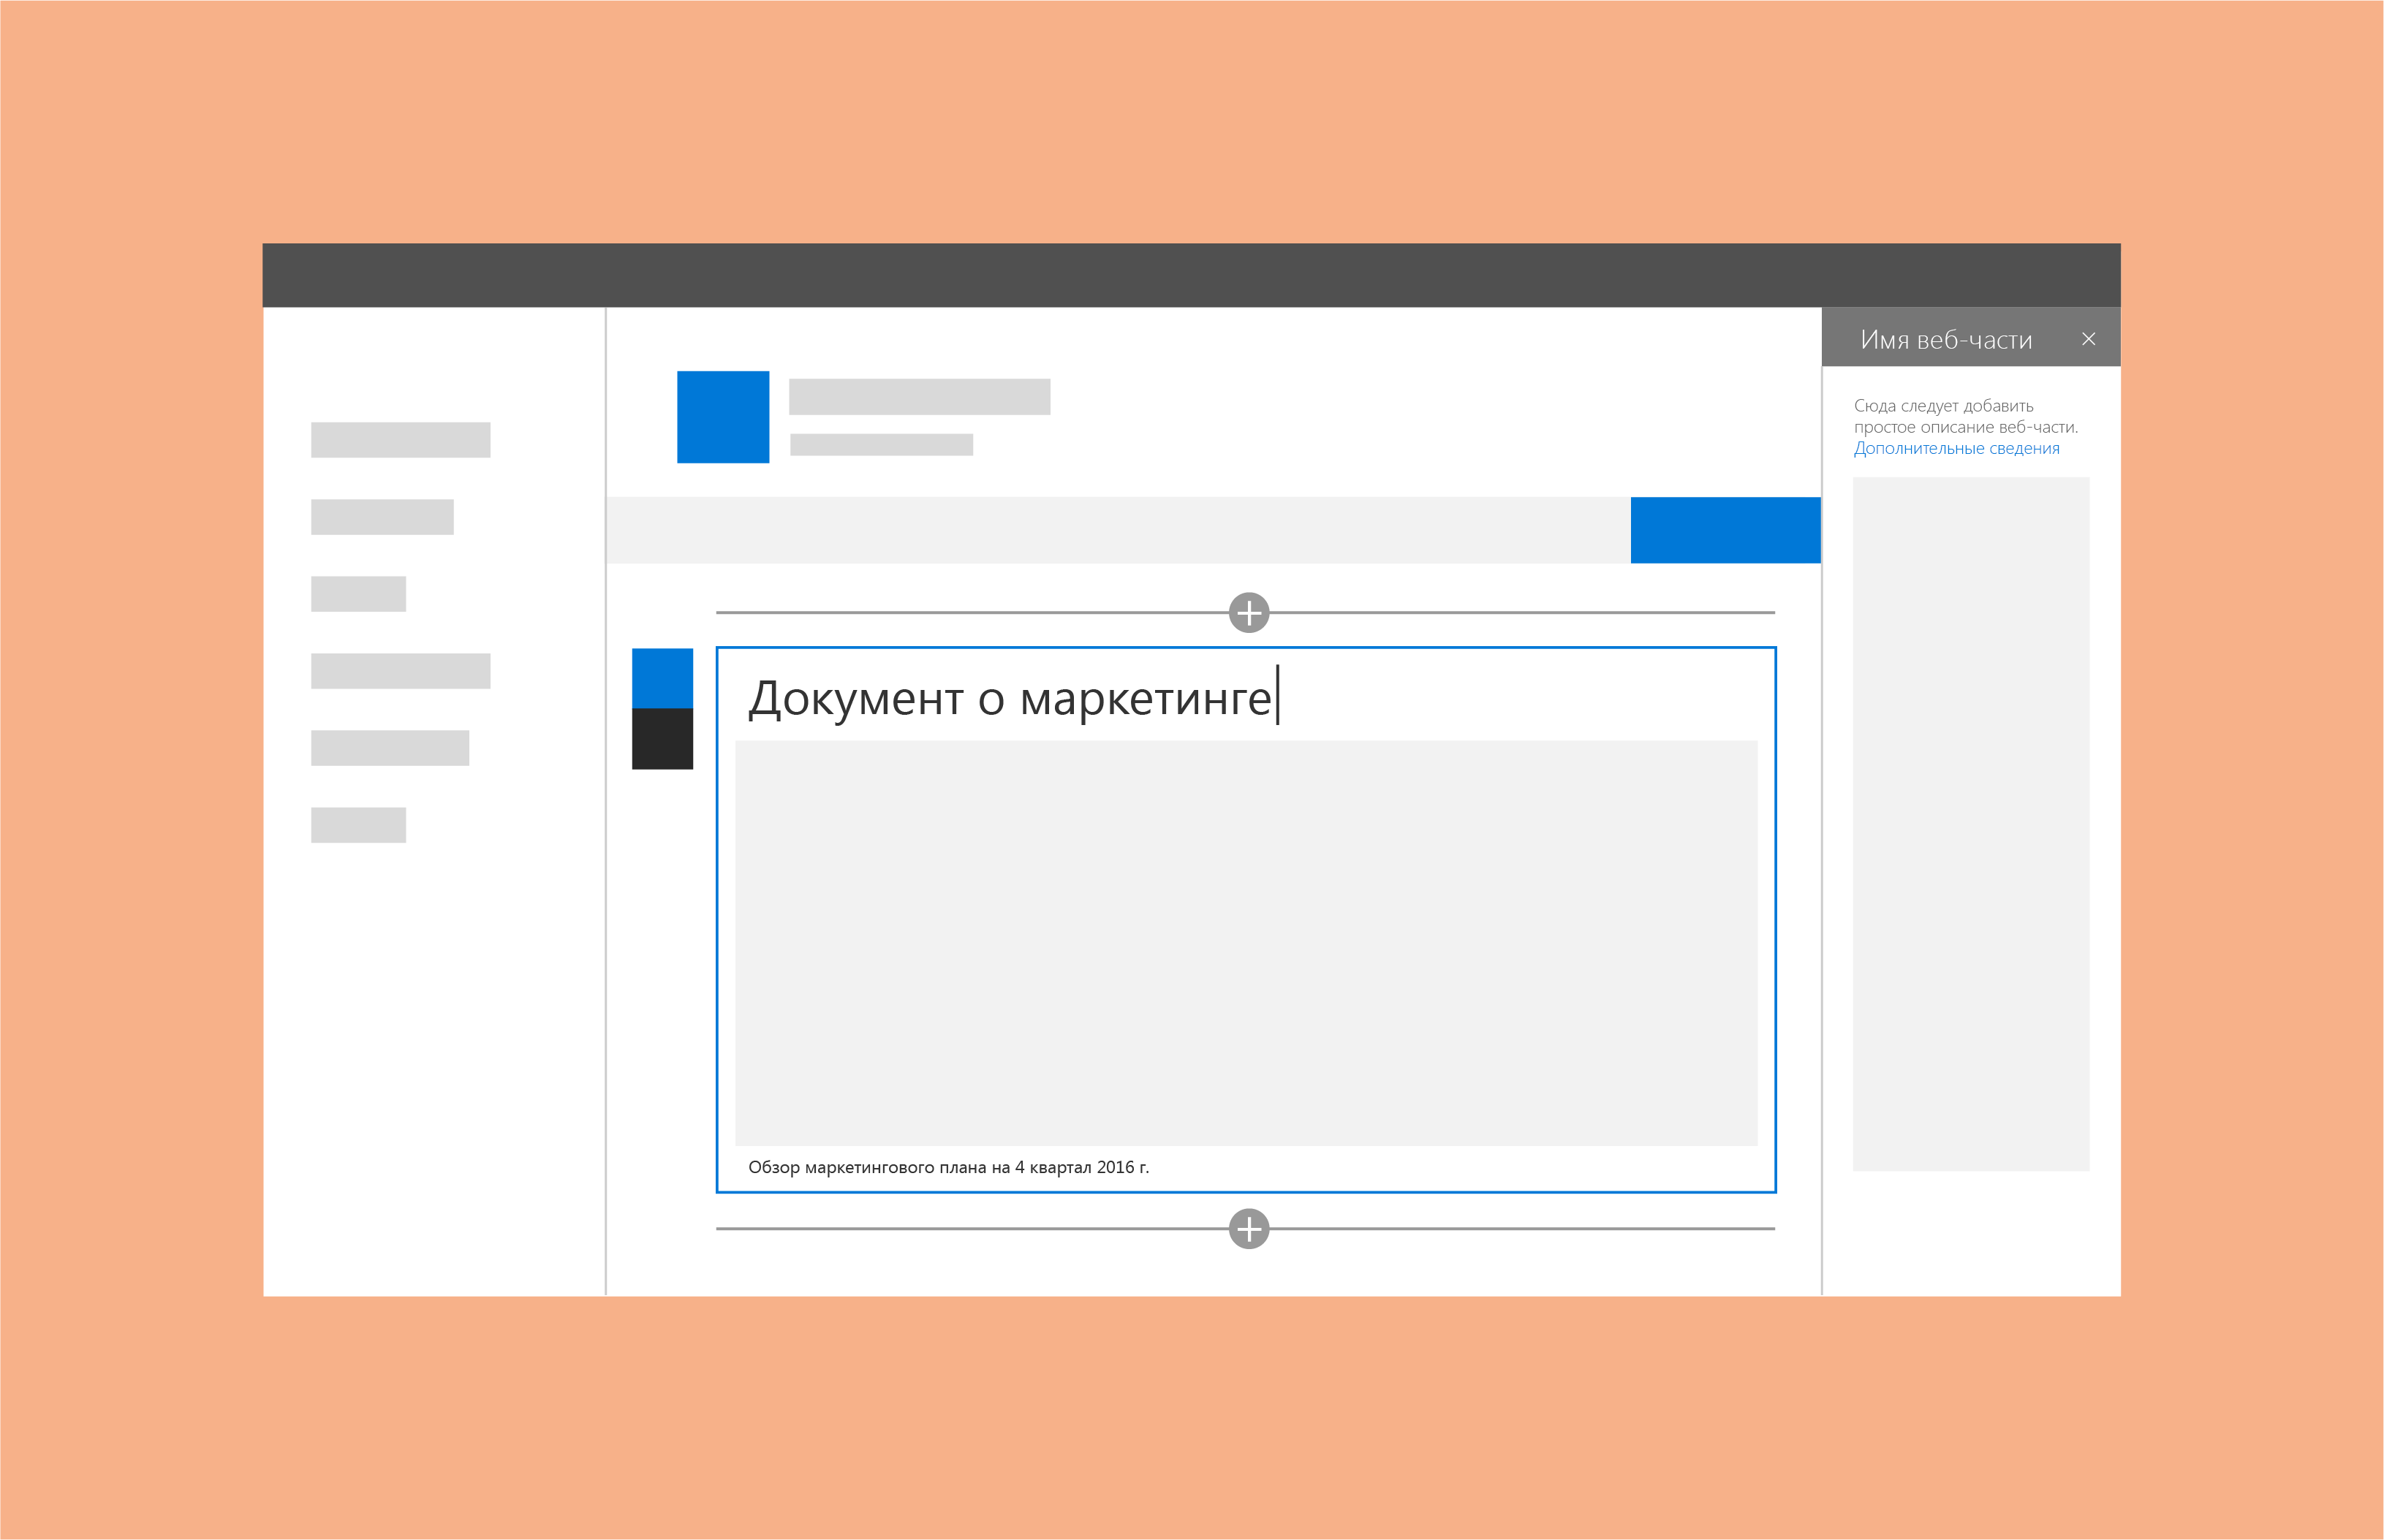 Имя веб-части
Сюда следует добавить
простое описание веб-части.
Дополнительные сведения
Документ о маркетинге
Обзор маркетингового плана на 4 квартал 2016 г.